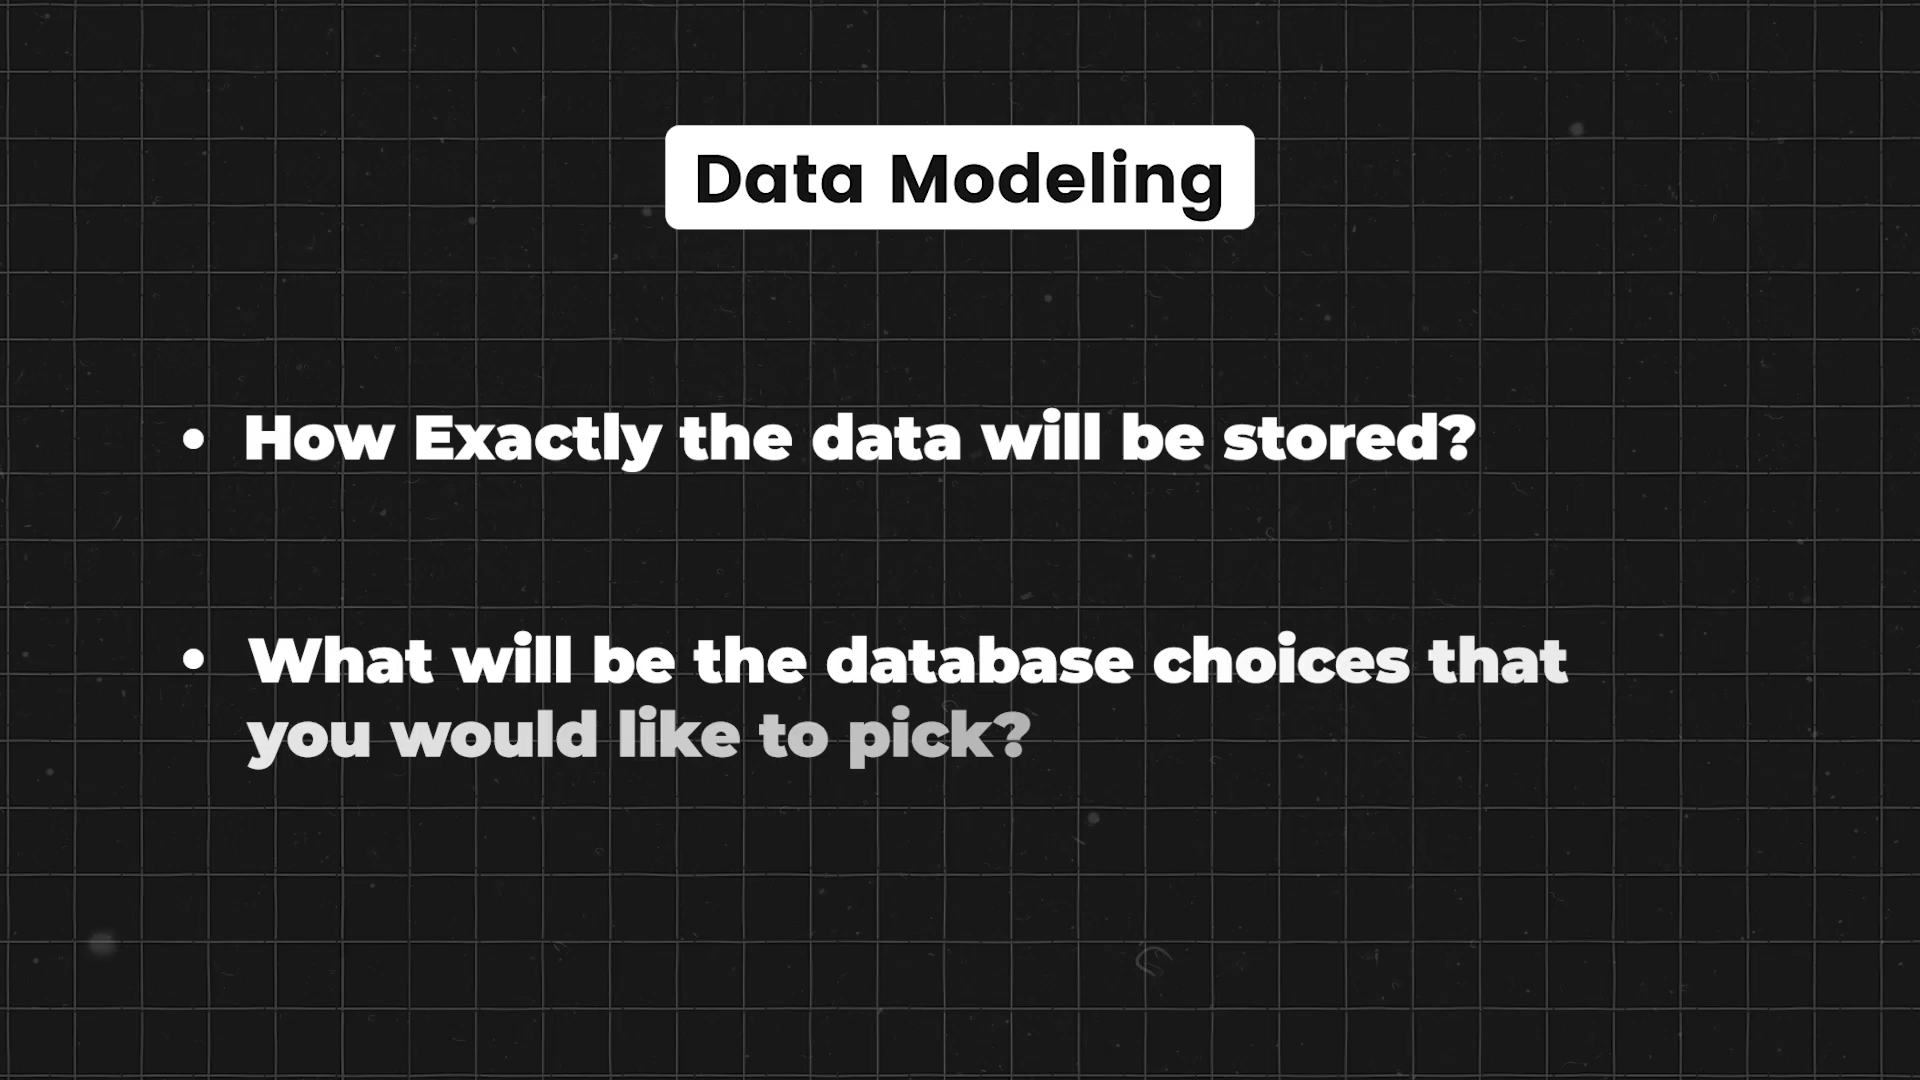 Data Modeling
• How Exactly the data will be stored?
• What will be the database choices that
you would like to pick?